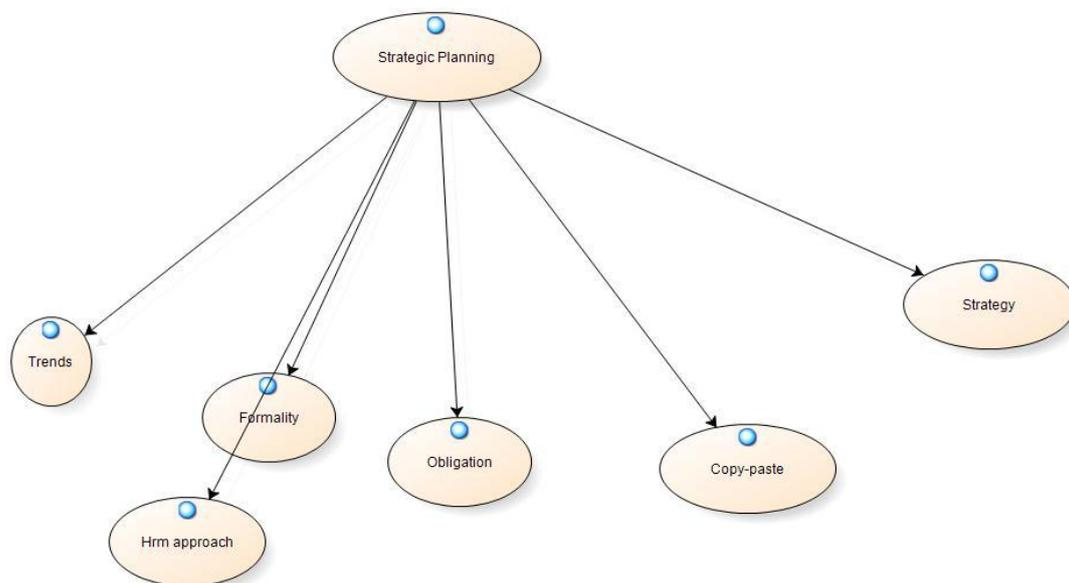 Strategic Planning
Strategy
Trends
Formality
Obligation
Copy-paste
Hrm approach